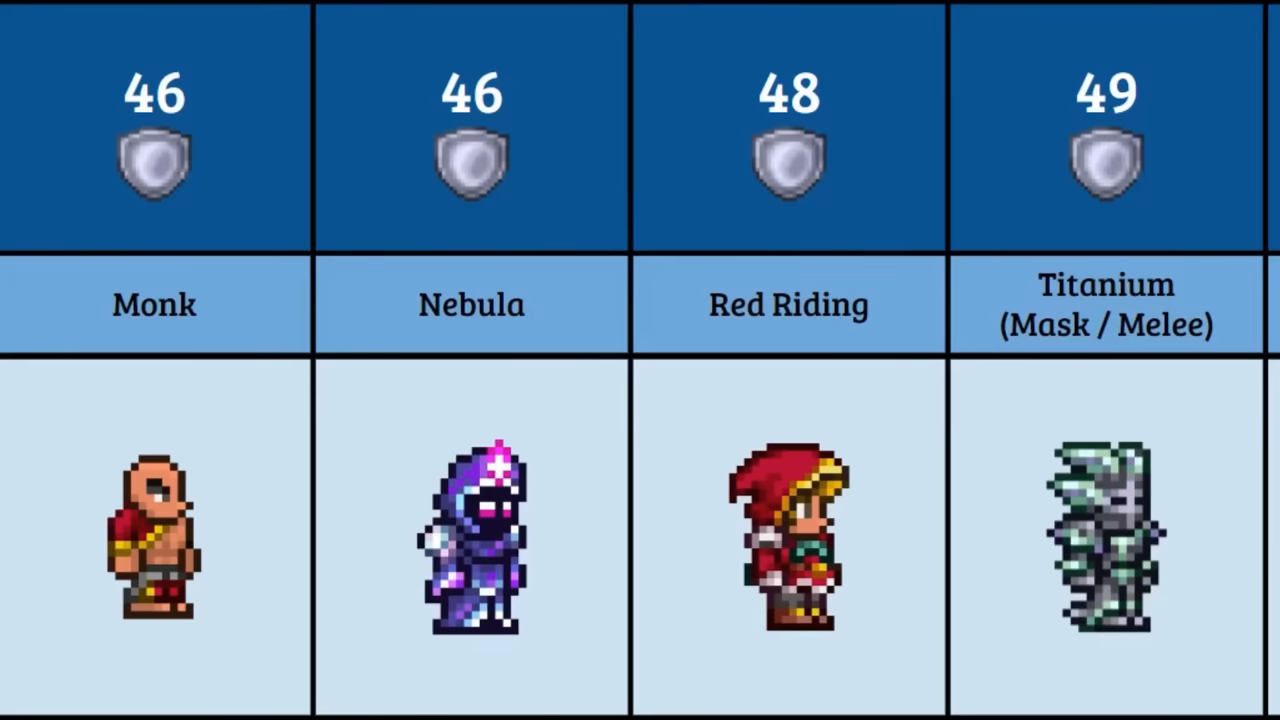 46
46
48
49
Monk
Nebula
Red Riding
Titanium
(Mask / Melee)